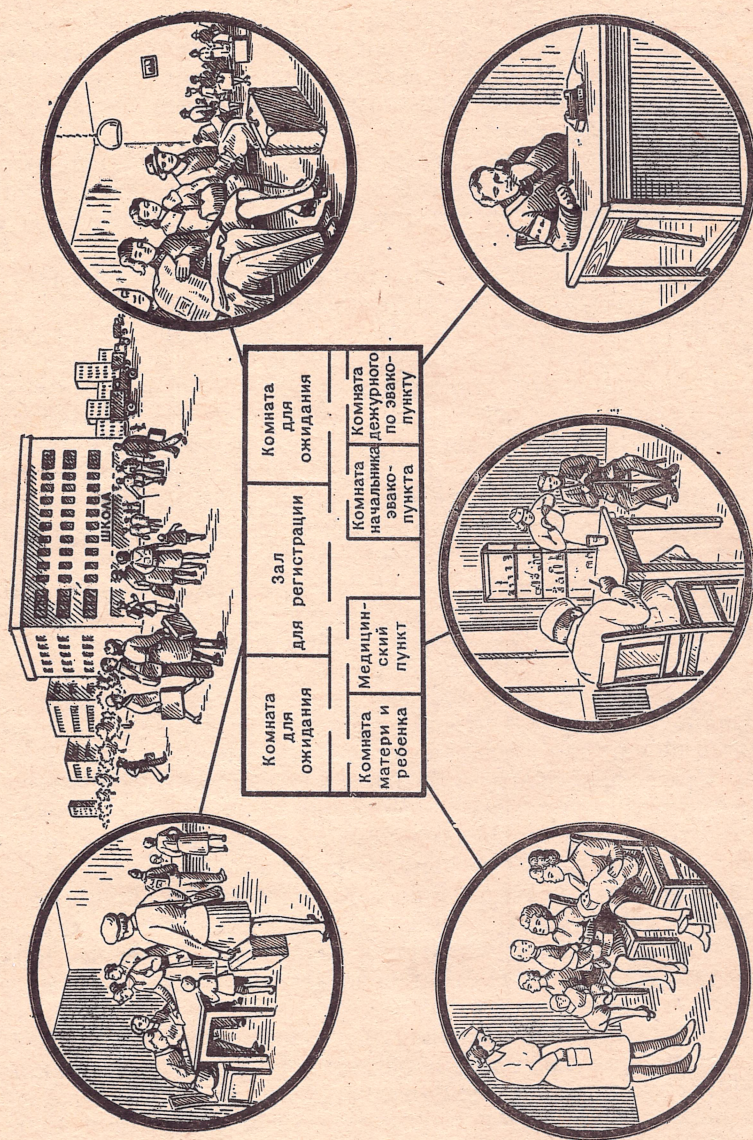 ШКОЛА
Комната
для
ожидания
Зал
для регистрации
Комната
для
ожидания
Комната
матери и
ребенка
Медицин-
ский
пункт
Комната
начальника
эвако-
пункта
Комната
дежурного
по эвако-
пункту